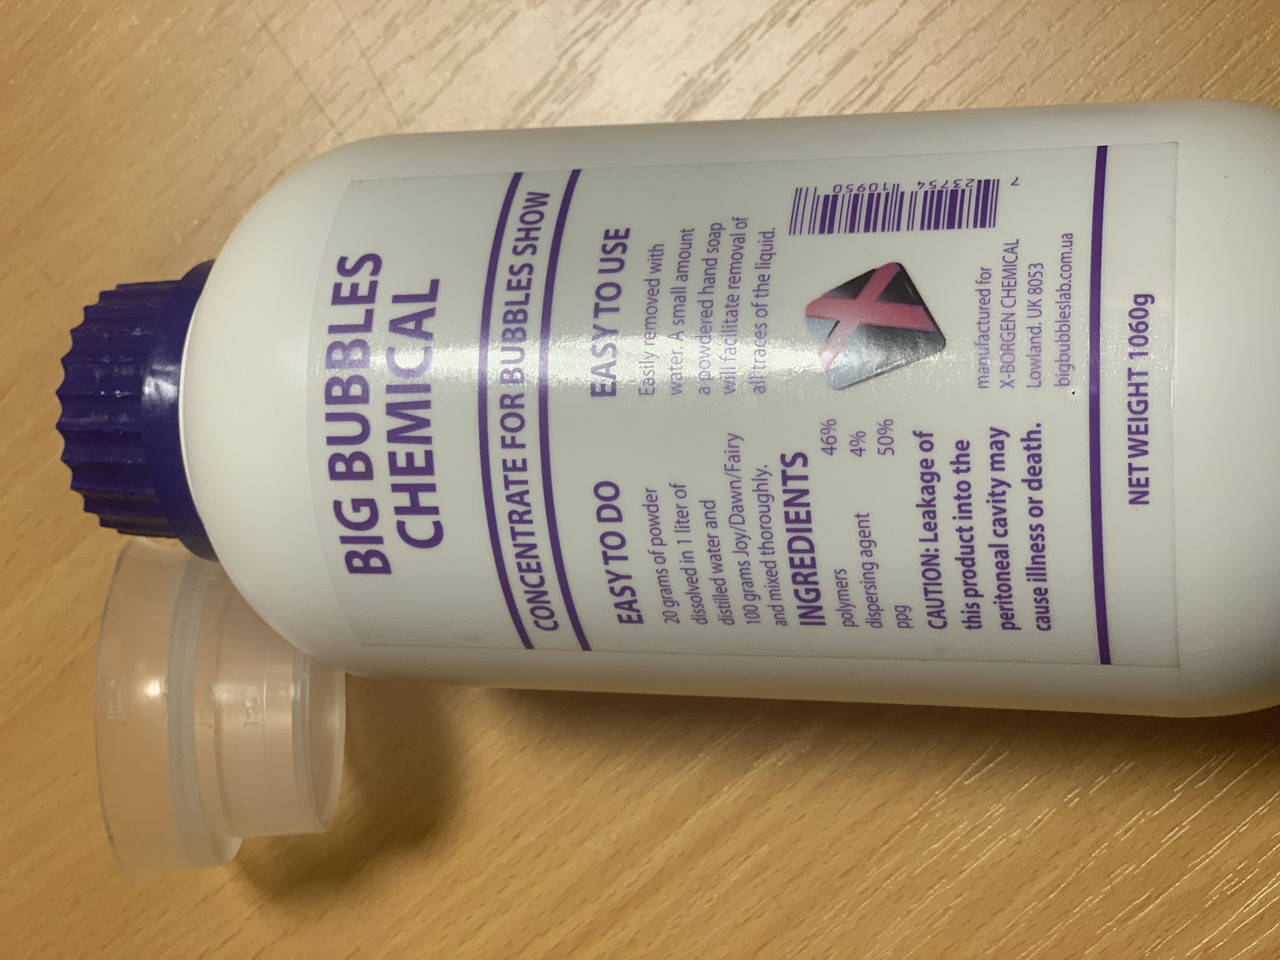 BIG BUBBLES
CHEMICAL
CONCENTRATE FOR BUBBLES SHOW
EASY TO DO
20 grams of powder
dissolved in 1 liter of
distilled water and
100 grams Joy/Dawn/Fairy
and mixed thoroughly.
EASY TO USE
Easily removed with
water. A small amount
a powdered hand soap
will facilitate removal of
all traces of the liquid.
INGREDIENTS
polymers 46%
dispersing agent 4%
ppg 50%
CAUTION: Leakage of
this product into the
peritoneal cavity may
cause illness or death.
7 23754 10950
manufactured for
X-BORGEN CHEMICAL
Lowland. UK 8053
bigbubbleslab.com.ua
NET WEIGHT 1060g